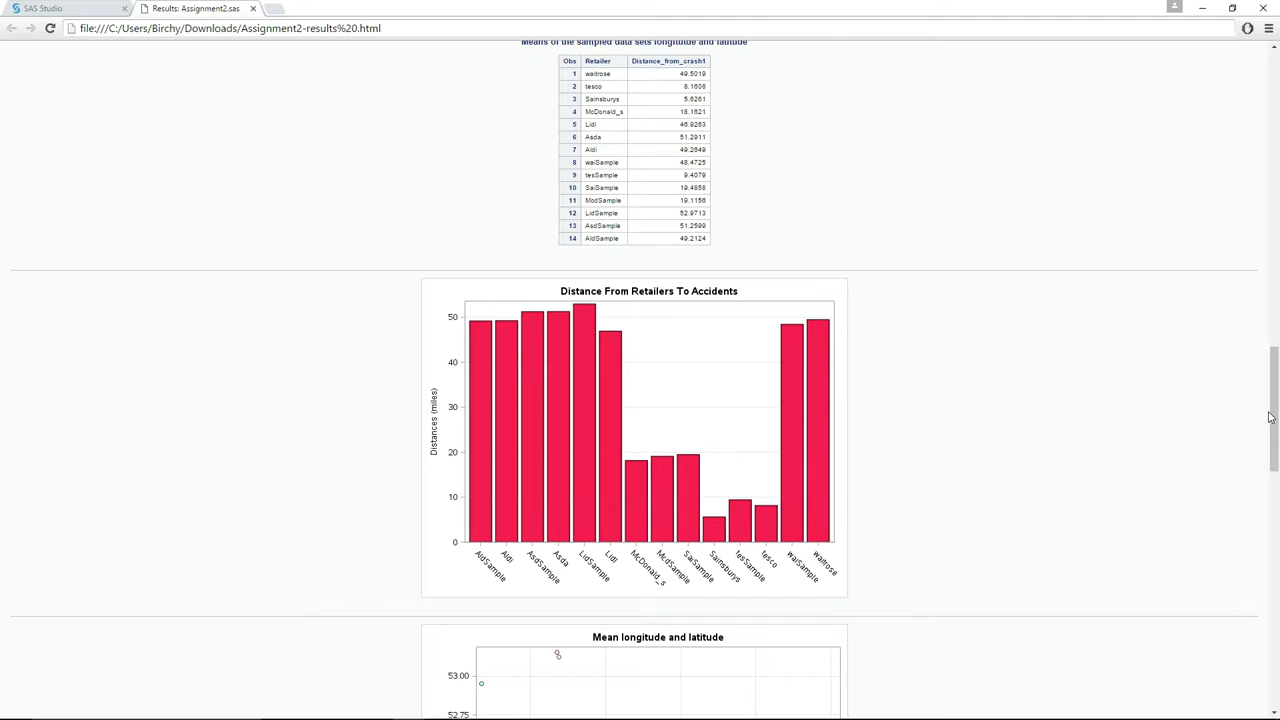 SAS Studio
Results: Assignment2.sas
file:///C:/Users/Birchy/Downloads/Assignment2-results%20.html
Means of the sampled data sets longitutde and latitude
Obs Retailer Distance_from_crash1
1 waitrose 49.5019
2 tesco 8.1608
3 Sainsburys 5.6261
4 McDonald_s 18.1621
5 Lidl 46.9263
6 Asda 51.2911
7 Aldi 49.2649
8 waiSample 48.4725
9 tesSample 9.4079
10 SaiSample 19.4858
11 McdSample 19.1156
12 LidSample 52.9713
13 AsdSample 51.2599
14 AldSample 49.2124
Distance From Retailers To Accidents
Distances (miles)
50
40
30
20
10
0
AldSample
Aldi
AsdSample
Asda
LidSample
Lidl
McDonald_s
McdSample
SaiSample
Sainsburys
tesSample
tesco
waiSample
waitrose
Mean longitude and latitude
53.00
52.75